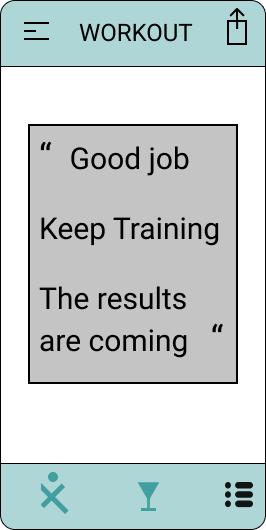 WORKOUT
“ Good job
Keep Training
The results
are coming “